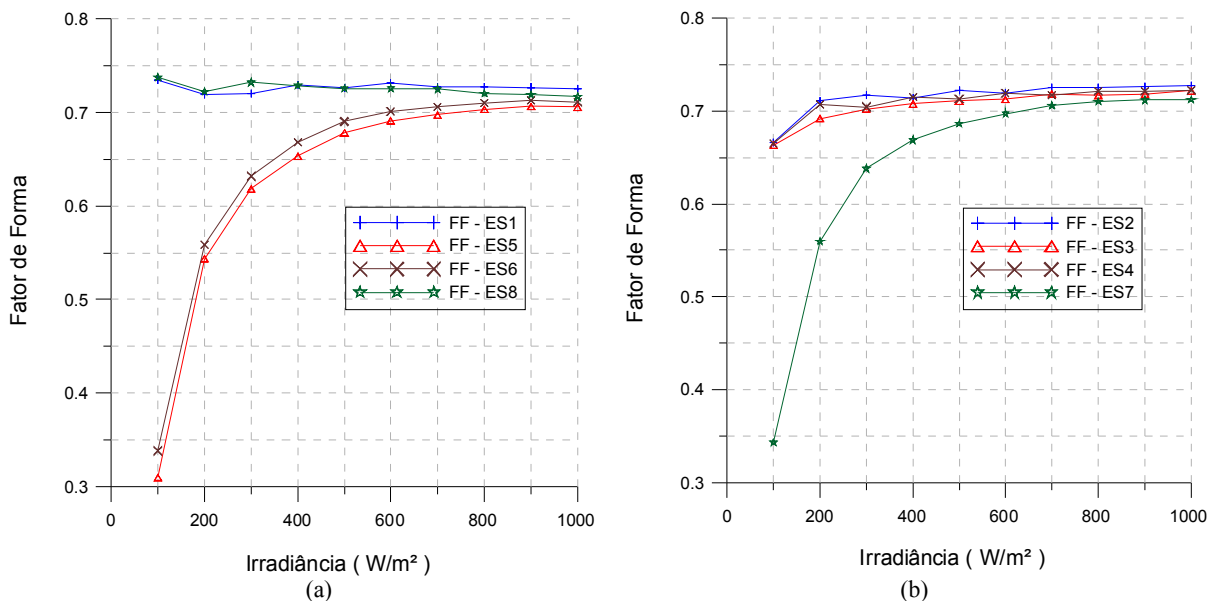 0.8
0.7
0.6
0.5
0.4
0.3
Fator de Forma
0 200 400 600 800 1000
Irradiância ( W/m² )
FF - ES1
FF - ES5
FF - ES6
FF - ES8
(a)
0.8
0.7
0.6
0.5
0.4
0.3
Fator de Forma
0 200 400 600 800 1000
Irradiância ( W/m² )
FF - ES2
FF - ES3
FF - ES4
FF - ES7
(b)